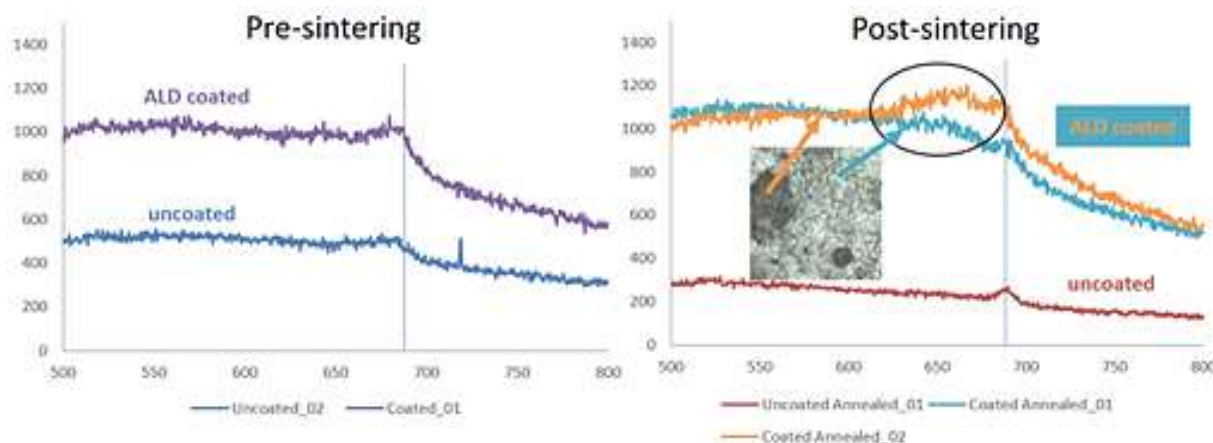 Pre-sintering
1400
1200
1000
800
600
400
200
0
500
550
600
650
700
750
800
ALD coated
uncoated
Uncoated_02
Coated_01
Post-sintering
1400
1200
1000
800
600
400
200
0
500
550
600
650
700
750
800
ALD coated
uncoated
Uncoated Annealed_01
Coated Annealed_01
Coated Annealed_02